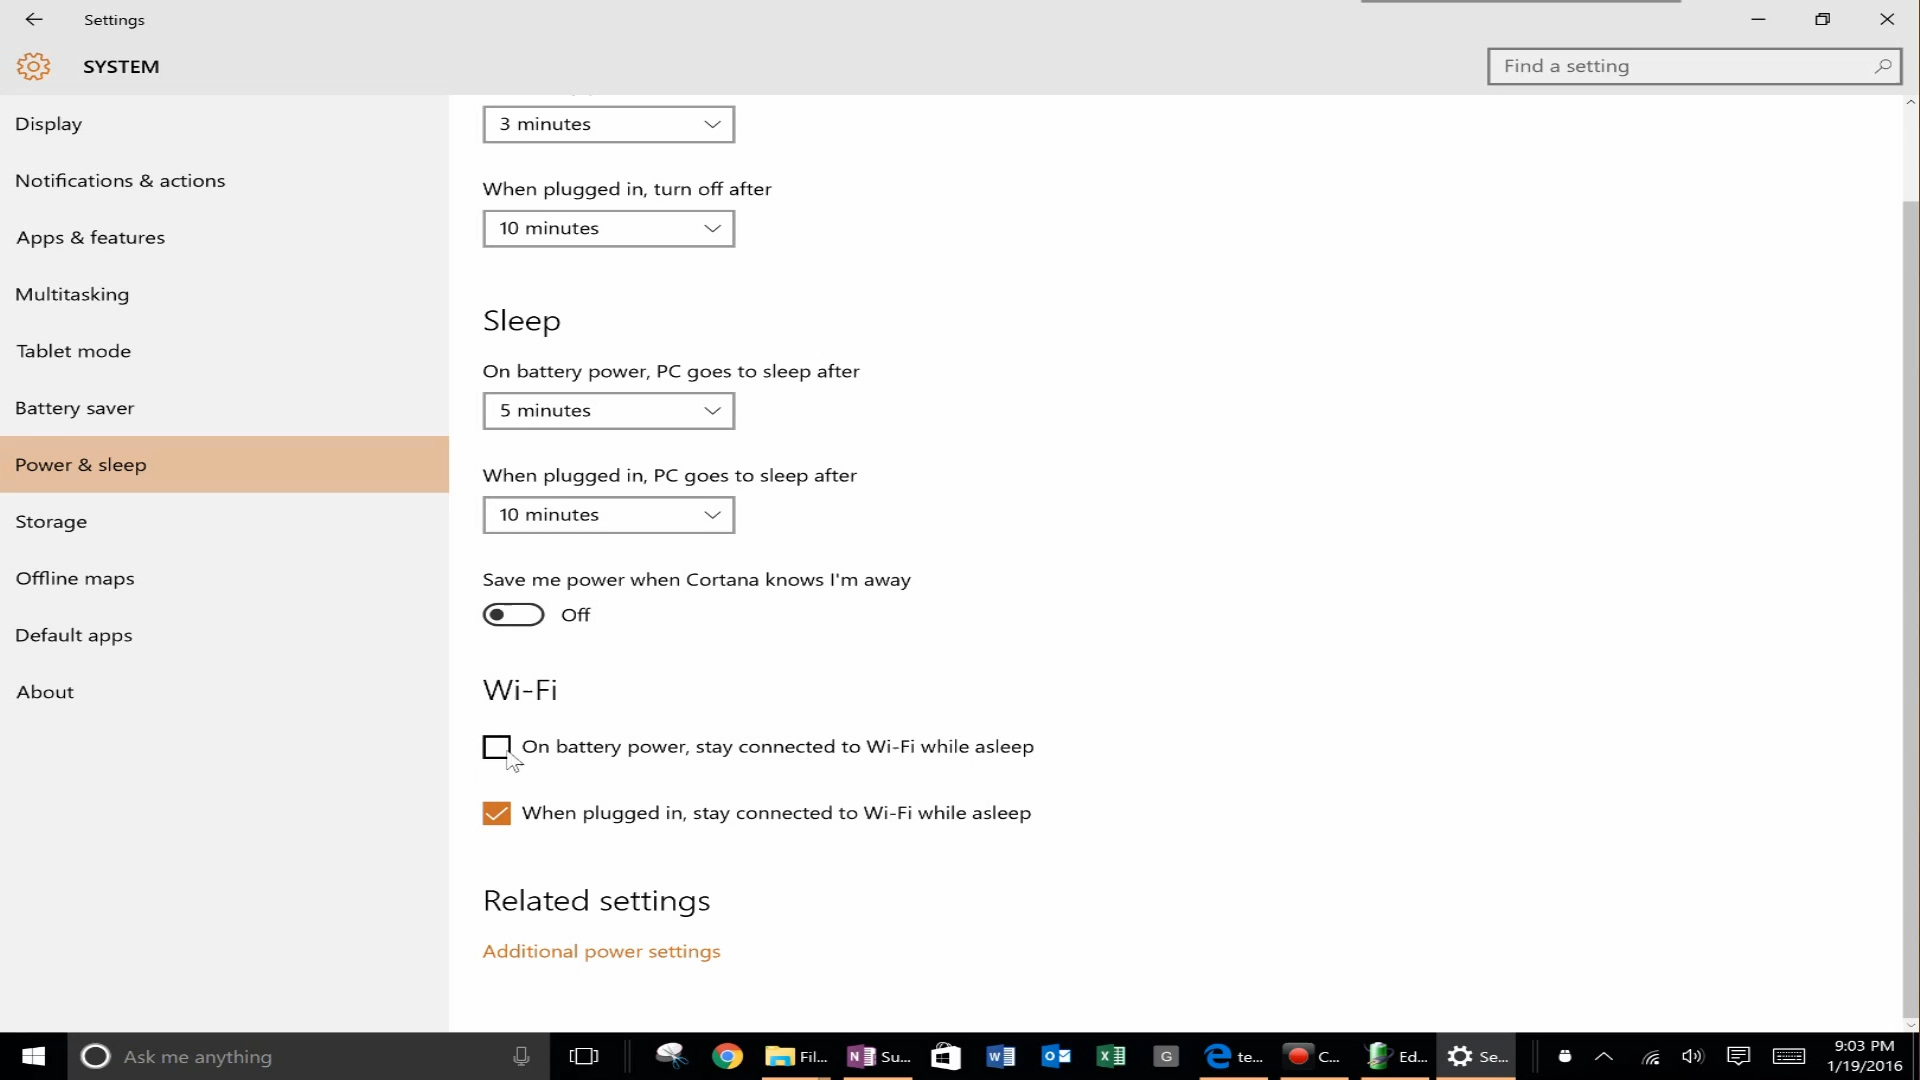 Settings
SYSTEM
Find a setting
Display
Notifications & actions
Apps & features
Multitasking
Tablet mode
Battery saver
Power & sleep
Storage
Offline maps
Default apps
About
3 minutes
When plugged in, turn off after
10 minutes
Sleep
On battery power, PC goes to sleep after
5 minutes
When plugged in, PC goes to sleep after
10 minutes
Save me power when Cortana knows I'm away
Off
Wi-Fi
On battery power, stay connected to Wi-Fi while asleep
When plugged in, stay connected to Wi-Fi while asleep
Related settings
Additional power settings
Ask me anything
Fil...
Su...
G
te...
C...
Ed...
Se...
9:03 PM
1/19/2016